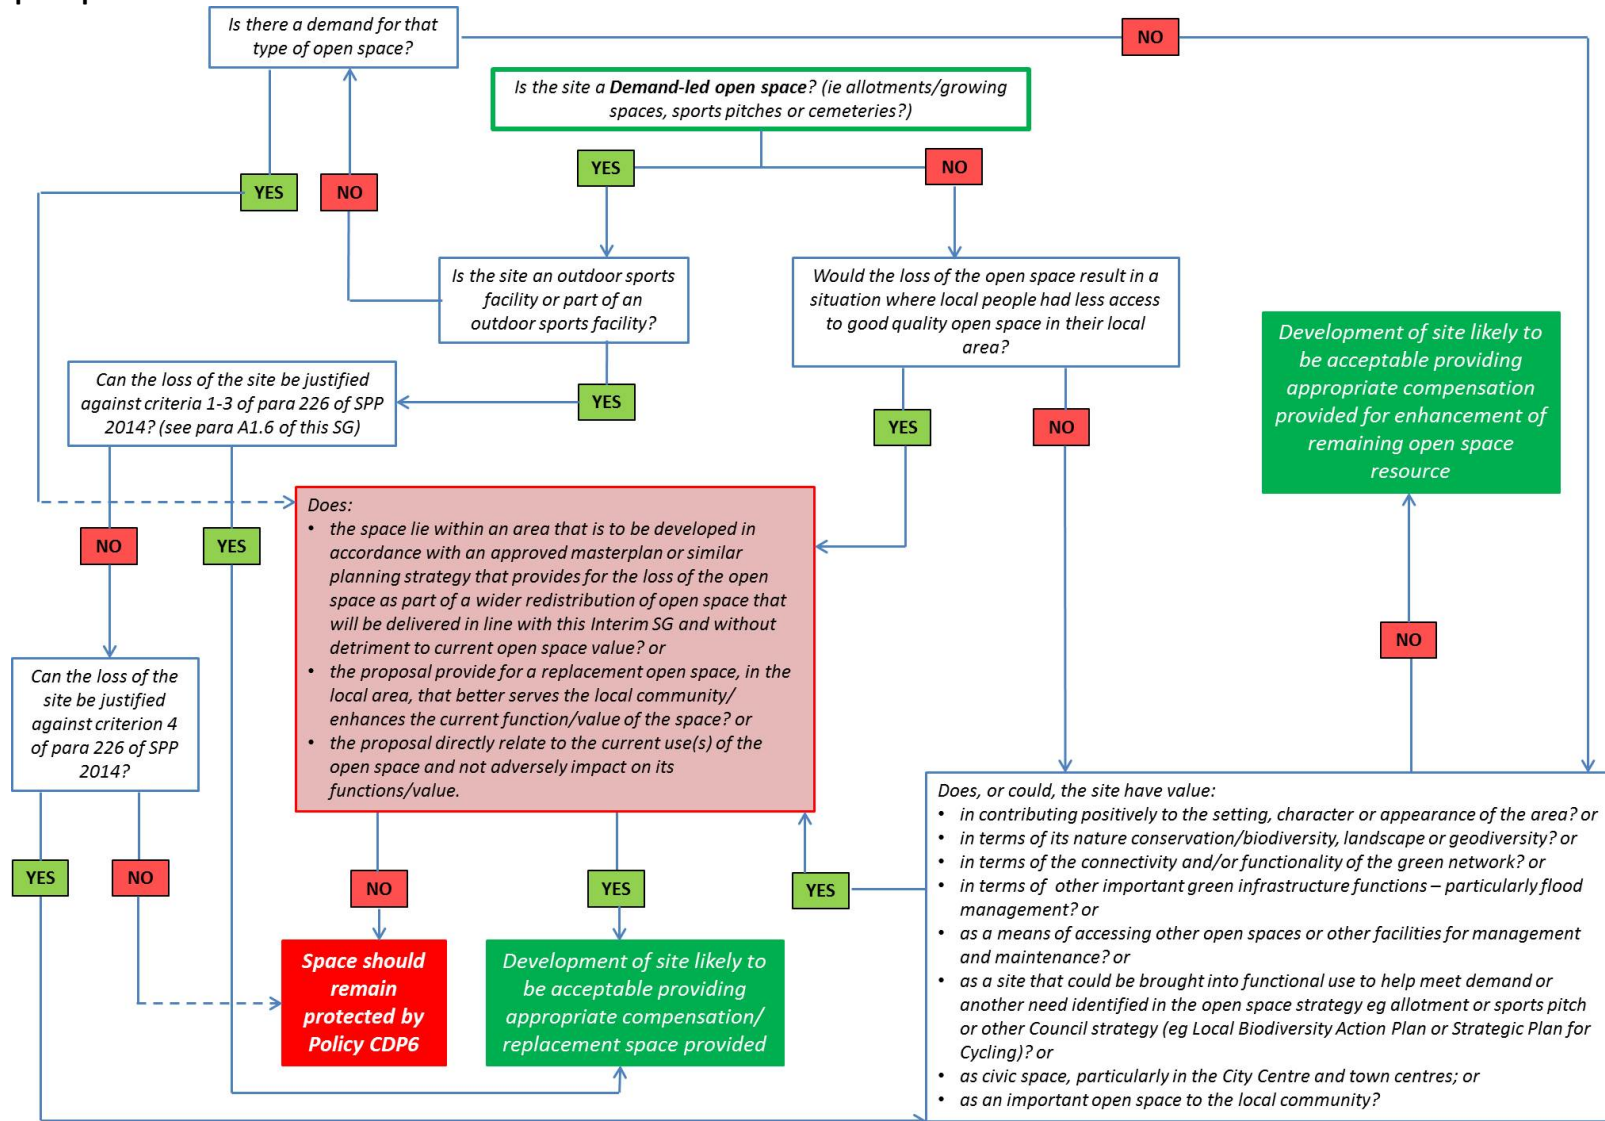 Is there a demand for that
type of open space?
NO
Is the site a Demand-led open space? (ie allotments/growing
spaces, sports pitches or cemeteries?)
YES
NO
YES
NO
Is the site an outdoor sports
facility or part of an
outdoor sports facility?
Would the loss of the open space result in a
situation where local people had less access
to good quality open space in their local
area?
Development of site likely to
be acceptable providing
appropriate compensation
provided for enhancement of
remaining open space
resource
Can the loss of the site be justified
against criteria 1-3 of para 226 of SPP
2014? (see para A1.6 of this SG)
YES
YES
NO
NO
YES
Does:
• the space lie within an area that is to be developed in
accordance with an approved masterplan or similar
planning strategy that provides for the loss of the open
space as part of a wider redistribution of open space that
will be delivered in line with this Interim SG and without
detriment to current open space value? or
• the proposal provide for a replacement open space, in the
local area, that better serves the local community/
enhances the current function/value of the space? or
• the proposal directly relate to the current use(s) of the
open space and not adversely impact on its
functions/value.
NO
Can the loss of the
site be justified
against criterion 4
of para 226 of SPP
2014?
Does, or could, the site have value:
• in contributing positively to the setting, character or appearance of the area? or
• in terms of its nature conservation/biodiversity, landscape or geodiversity? or
• in terms of the connectivity and/or functionality of the green network? or
• in terms of other important green infrastructure functions – particularly flood
management? or
• as a means of accessing other open spaces or other facilities for management
and maintenance? or
• as a site that could be brought into functional use to help meet demand or
another need identified in the open space strategy eg allotment or sports pitch
or other Council strategy (eg Local Biodiversity Action Plan or Strategic Plan for
Cycling)? or
• as civic space, particularly in the City Centre and town centres; or
• as an important open space to the local community?
YES
NO
NO
YES
YES
Space should
remain
protected by
Policy CDP6
Development of site likely to
be acceptable providing
appropriate compensation/
replacement space provided